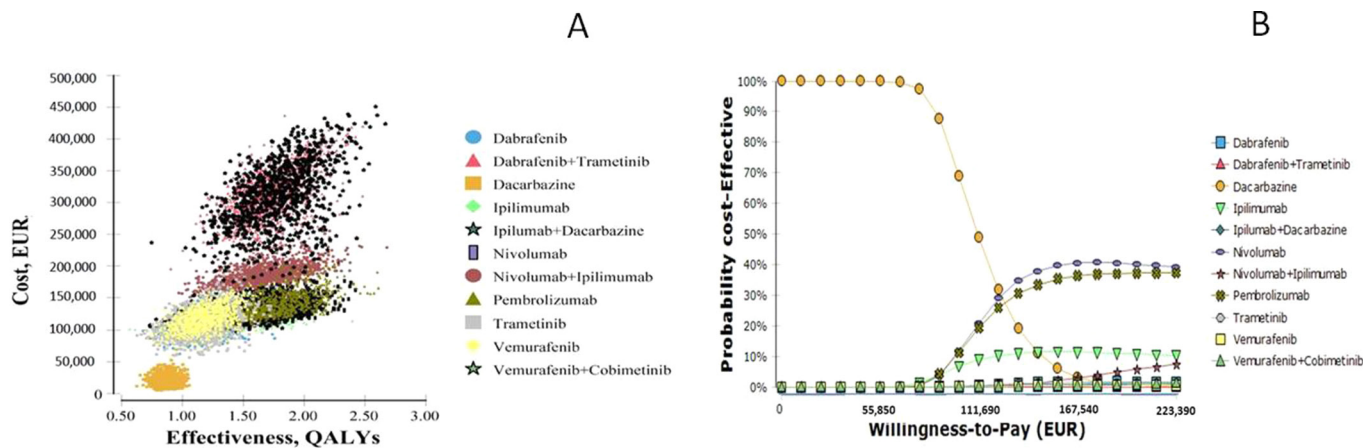 A
B
500,000
450,000
400,000
350,000
300,000
250,000
200,000
150,000
100,000
50,000
0
0.50 1.00 1.50 2.00 2.50 3.00
Cost, EUR
Effectiveness, QALYs
Dabrafenib
Dabrafenib+Trametinib
Dacarbazine
Ipilimumab
Ipilumab+Dacarbazine
Nivolumab
Nivolumab+Ipilimumab
Pembrolizumab
Trametinib
Vemurafenib
Vemurafenib+Cobimetinib
Probability cost-Effective
100%
90%
80%
70%
60%
50%
40%
30%
20%
10%
0%
0 55,850 111,690 167,540 223,390
Willingness-to-Pay (EUR)
Dabrafenib
Dabrafenib+Trametinib
Dacarbazine
Ipilimumab
Ipilumab+Dacarbazine
Nivolumab
Nivolumab+Ipilimumab
Pembrolizumab
Trametinib
Vemurafenib
Vemurafenib+Cobimetinib